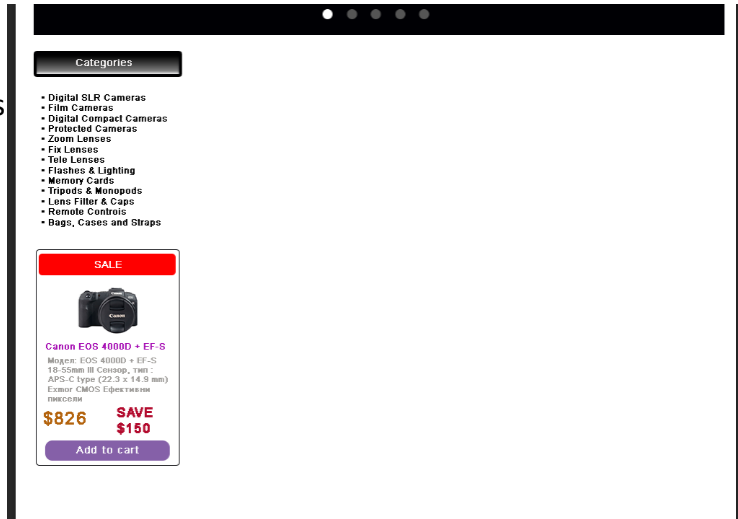 Categories
▪ Digital SLR Cameras
▪ Film Cameras
▪ Digital Compact Cameras
▪ Protected Cameras
▪ Zoom Lenses
▪ Fix Lenses
▪ Tele Lenses
▪ Flashes & Lighting
▪ Memory Cards
▪ Tripods & Monopods
▪ Lens Filter & Caps
▪ Remote Controls
▪ Bags, Cases and Straps
SALE
Canon
Canon EOS 4000D + EF-S
Модел: EOS 4000D + EF-S
18-55mm III Сензор, тип :
APS-C type (22.3 x 14.9 mm)
Exmor CMOS Ефективни
пиксели
$826
SAVE
$150
Add to cart